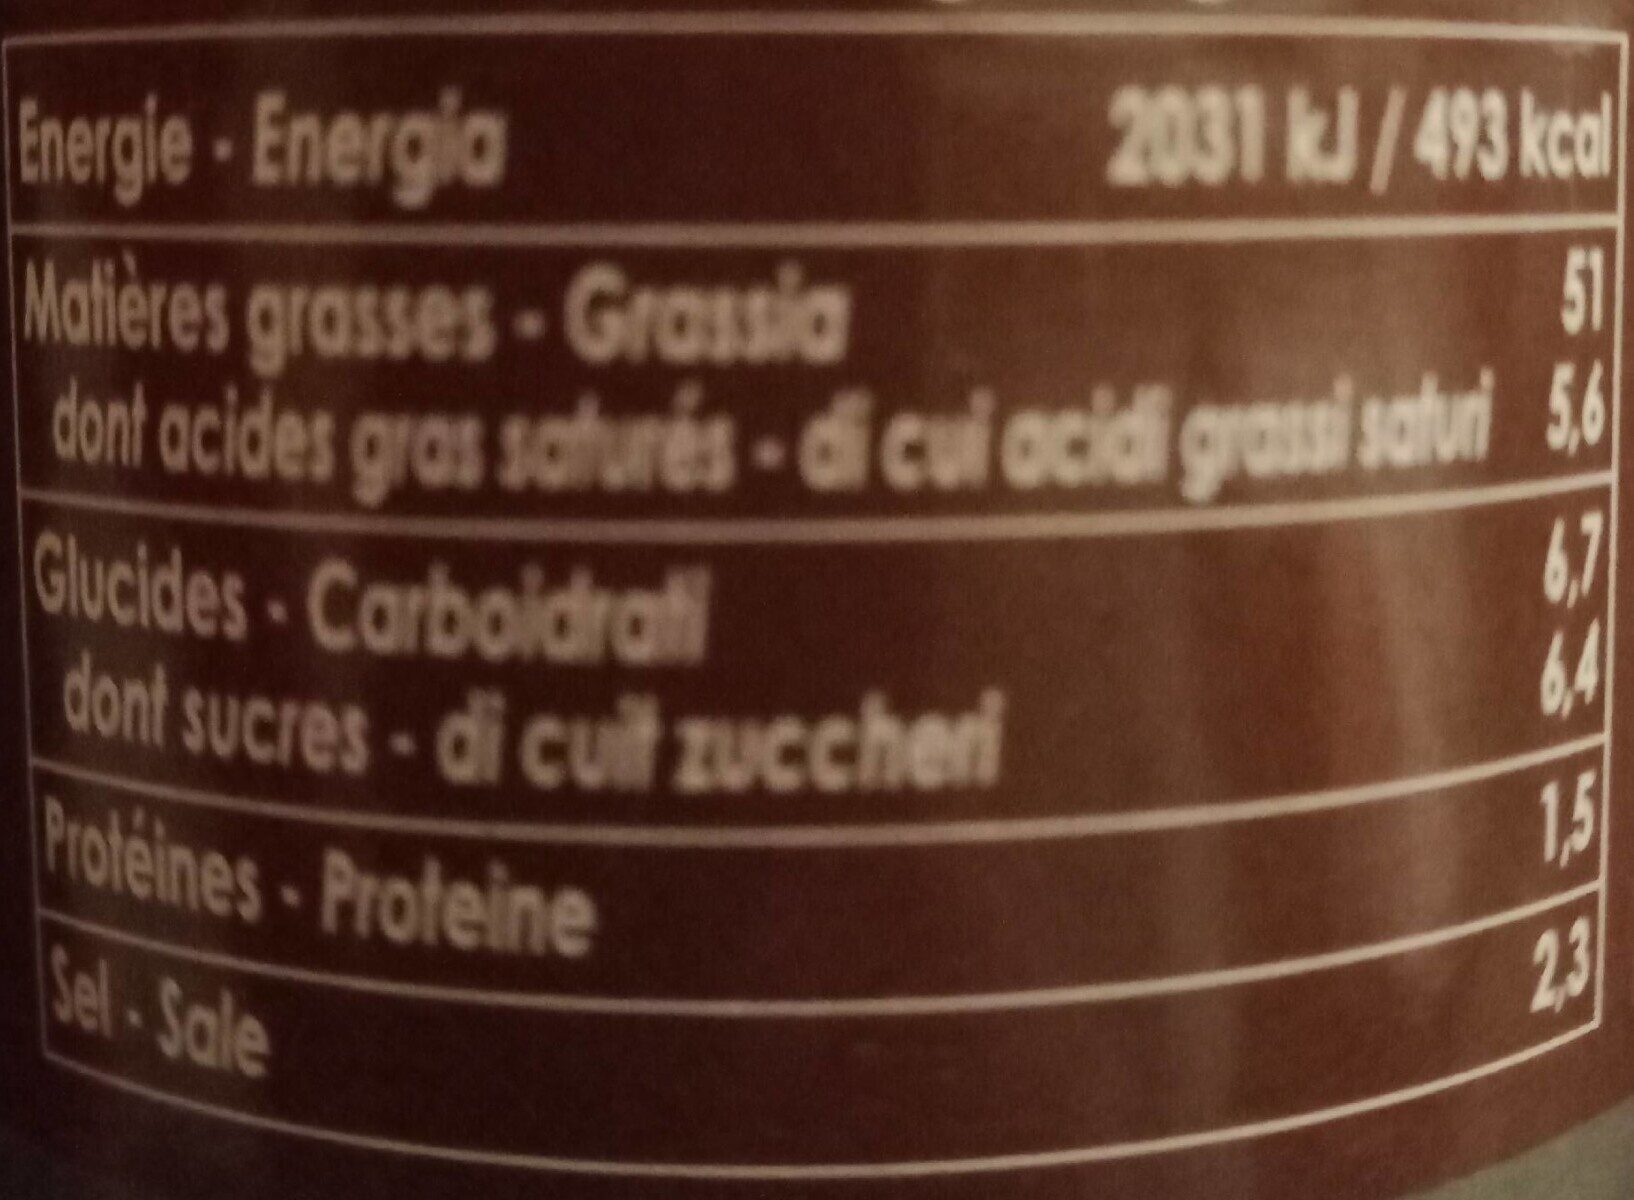 Energie - Energia 2031 kJ / 493 kcal
Matières grasses - Grassia 51
dont acides gras saturés - di cui acidi grassi saturi 5,6
Glucides - Carboidrati 6,7
dont sucres - di cuit zuccheri 6,4
Protéines - Proteine 1,5
Sel - Sale 2,3